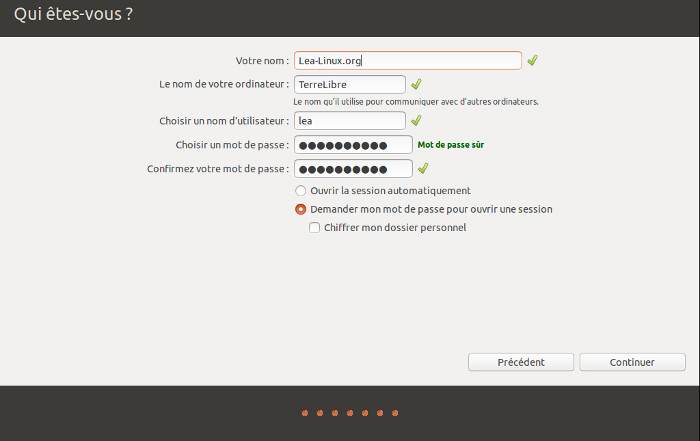 Qui êtes-vous ?
Votre nom : Lea-Linux.org
Le nom de votre ordinateur : TerreLibre
Le nom qu'il utilise pour communiquer avec d'autres ordinateurs.
Choisir un nom d'utilisateur : lea
Choisir un mot de passe : ●●●●●●●●●● Mot de passe sûr
Confirmez votre mot de passe : ●●●●●●●●●●
Ouvrir la session automatiquement
Demander mon mot de passe pour ouvrir une session
Chiffrer mon dossier personnel
Précédent Continuer